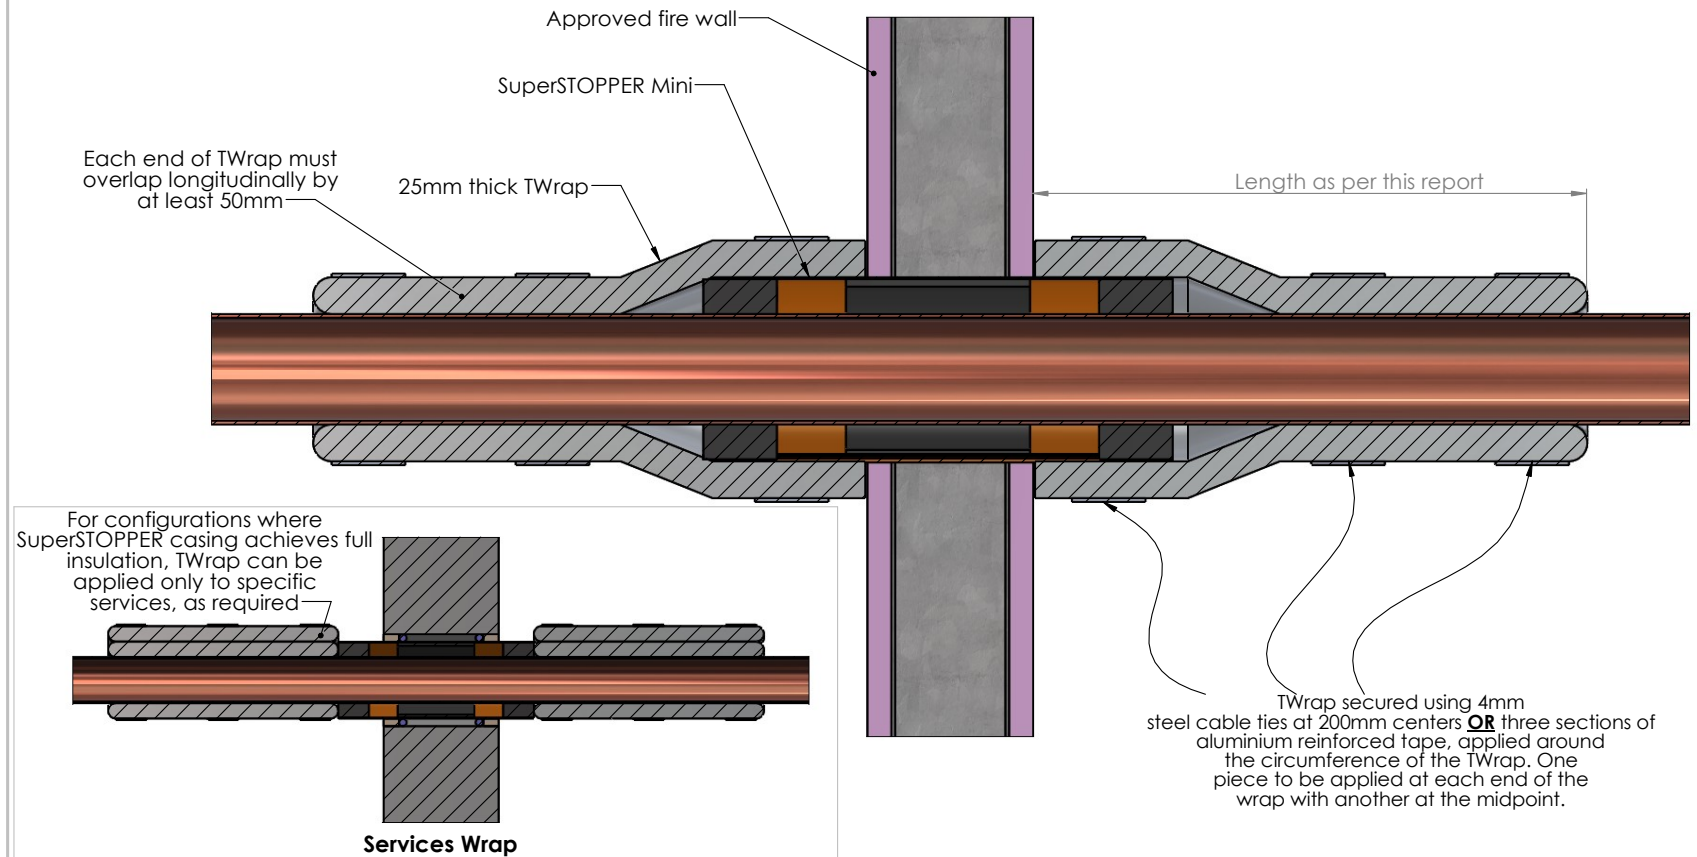 Approved fire wall
SuperSTOPPER Mini
Each end of TWrap must
overlap longitudinally by
at least 50mm
25mm thick TWrap
Length as per this report
For configurations where
SuperSTOPPER casing achieves full
insulation, TWrap can be
applied only to specific
services, as required
Services Wrap
TWrap secured using 4mm
steel cable ties at 200mm centers OR three sections of
aluminium reinforced tape, applied around
the circumference of the TWrap. One
piece to be applied at each end of the
wrap with another at the midpoint.